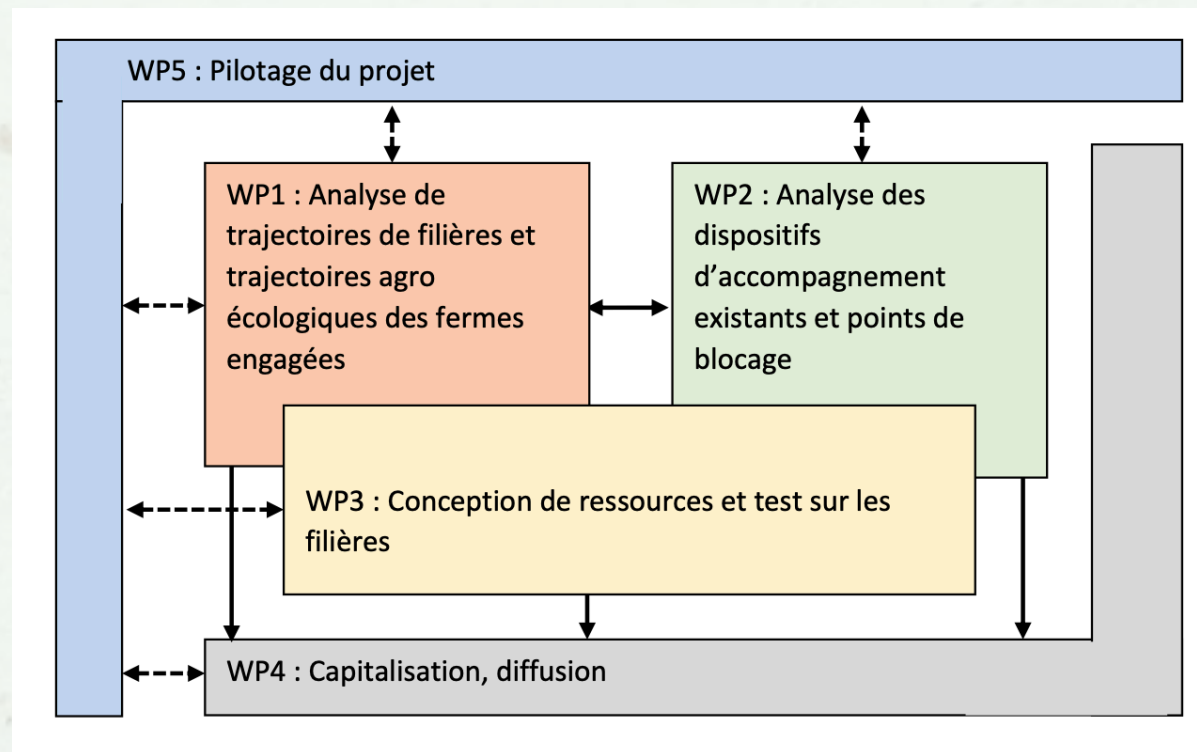 WP5 : Pilotage du projet
WP1 : Analyse de
trajectoires de filières et
trajectoires agro
écologiques des fermes
engagées
WP2 : Analyse des
dispositifs
d’accompagnement
existants et points de
blocage
WP3 : Conception de ressources et test sur les
filières
WP4 : Capitalisation, diffusion